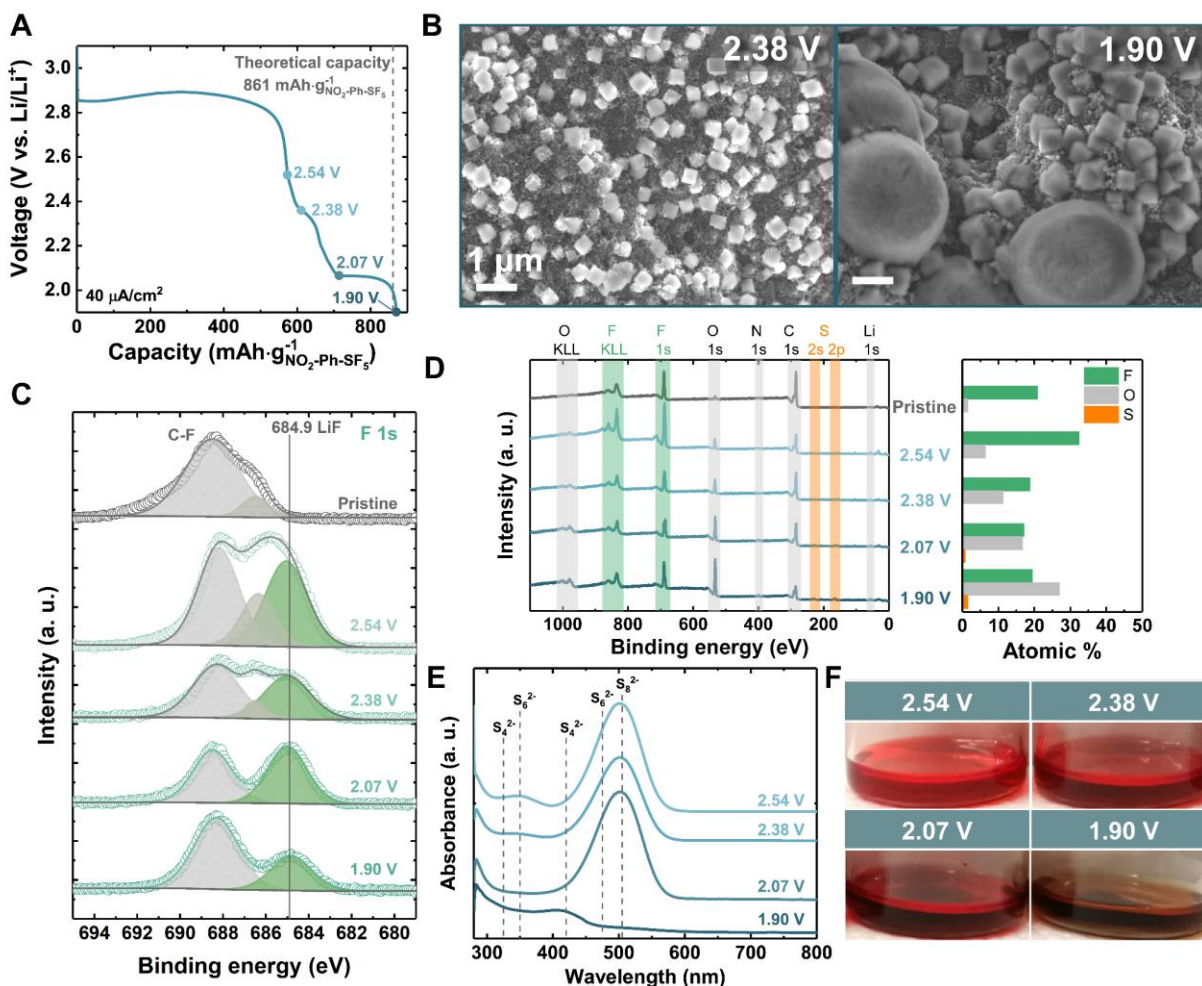 A
Voltage (V vs. Li/Li⁺)
3.0
2.8
2.6
2.4
2.2
2.0
Theoretical capacity
861 mAh·g⁻¹NO₂-Ph-SF₅
2.54 V
2.38 V
2.07 V
1.90 V
40 μA/cm²
0 200 400 600 800
Capacity (mAh·g⁻¹NO₂-Ph-SF₅)
B
2.38 V
1 μm
1.90 V
C
C-F
684.9 LiF
F 1s
Pristine
2.54 V
2.38 V
2.07 V
1.90 V
Intensity (a. u.)
694 692 690 688 686 684 682 680
Binding energy (eV)
D
O F F O N C S Li
KLL KLL 1s 1s 1s 1s 2s 2p 1s
Pristine
2.54 V
2.38 V
2.07 V
1.90 V
Intensity (a. u.)
1000 800 600 400 200 0
Binding energy (eV)
F
O
S
0 10 20 30 40 50
Atomic %
E
S₄²⁻
S₆²⁻
S₄²⁻
S₆²⁻
S₈²⁻
2.54 V
2.38 V
2.07 V
1.90 V
Absorbance (a. u.)
300 400 500 600 700 800
Wavelength (nm)
F
2.54 V
2.38 V
2.07 V
1.90 V